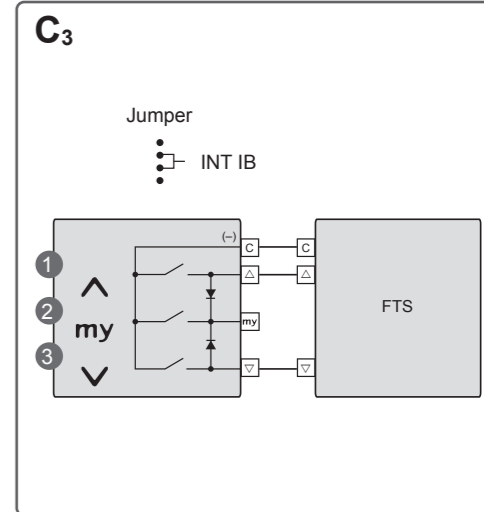 C₃
Jumper
INT IB
(–)
C C
1 △ △
2 my my FTS
3 ▽ ▽